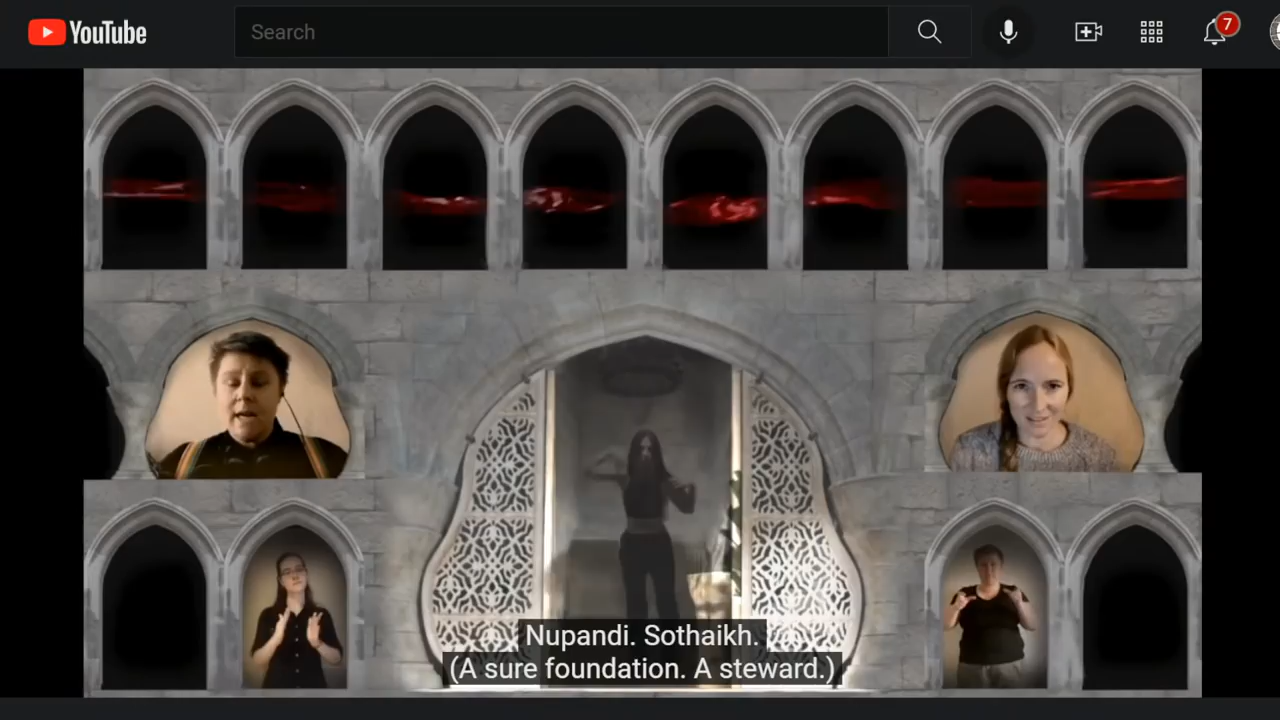 YouTube
Search
7
Nupandi. Sothaikh.
(A sure foundation. A steward.)